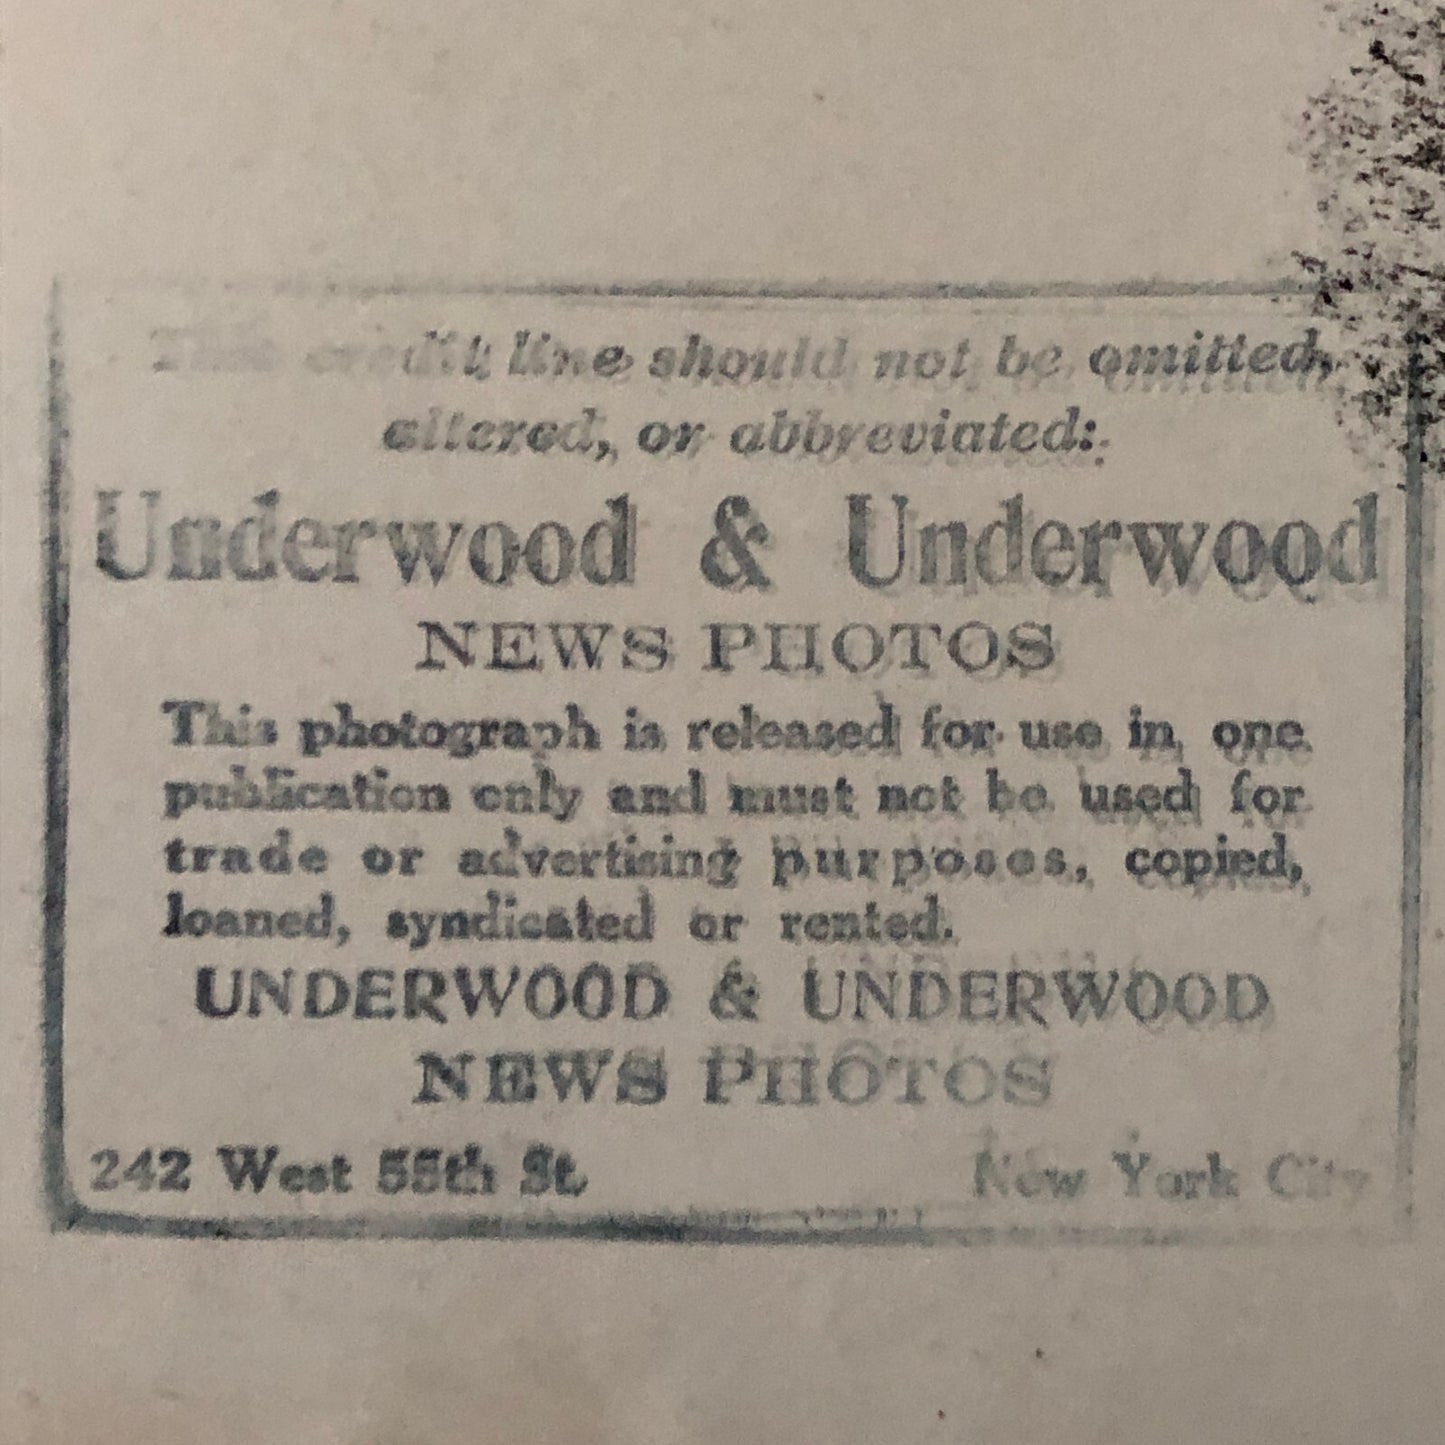 This credit line should not be omitted,
altered, or abbreviated:
Underwood & Underwood
NEWS PHOTOS
This photograph is released for use in one
publication only and must not be used for
trade or advertising purposes, copied,
loaned, syndicated or rented.
UNDERWOOD & UNDERWOOD
NEWS PHOTOS
242 West 55th St. New York City